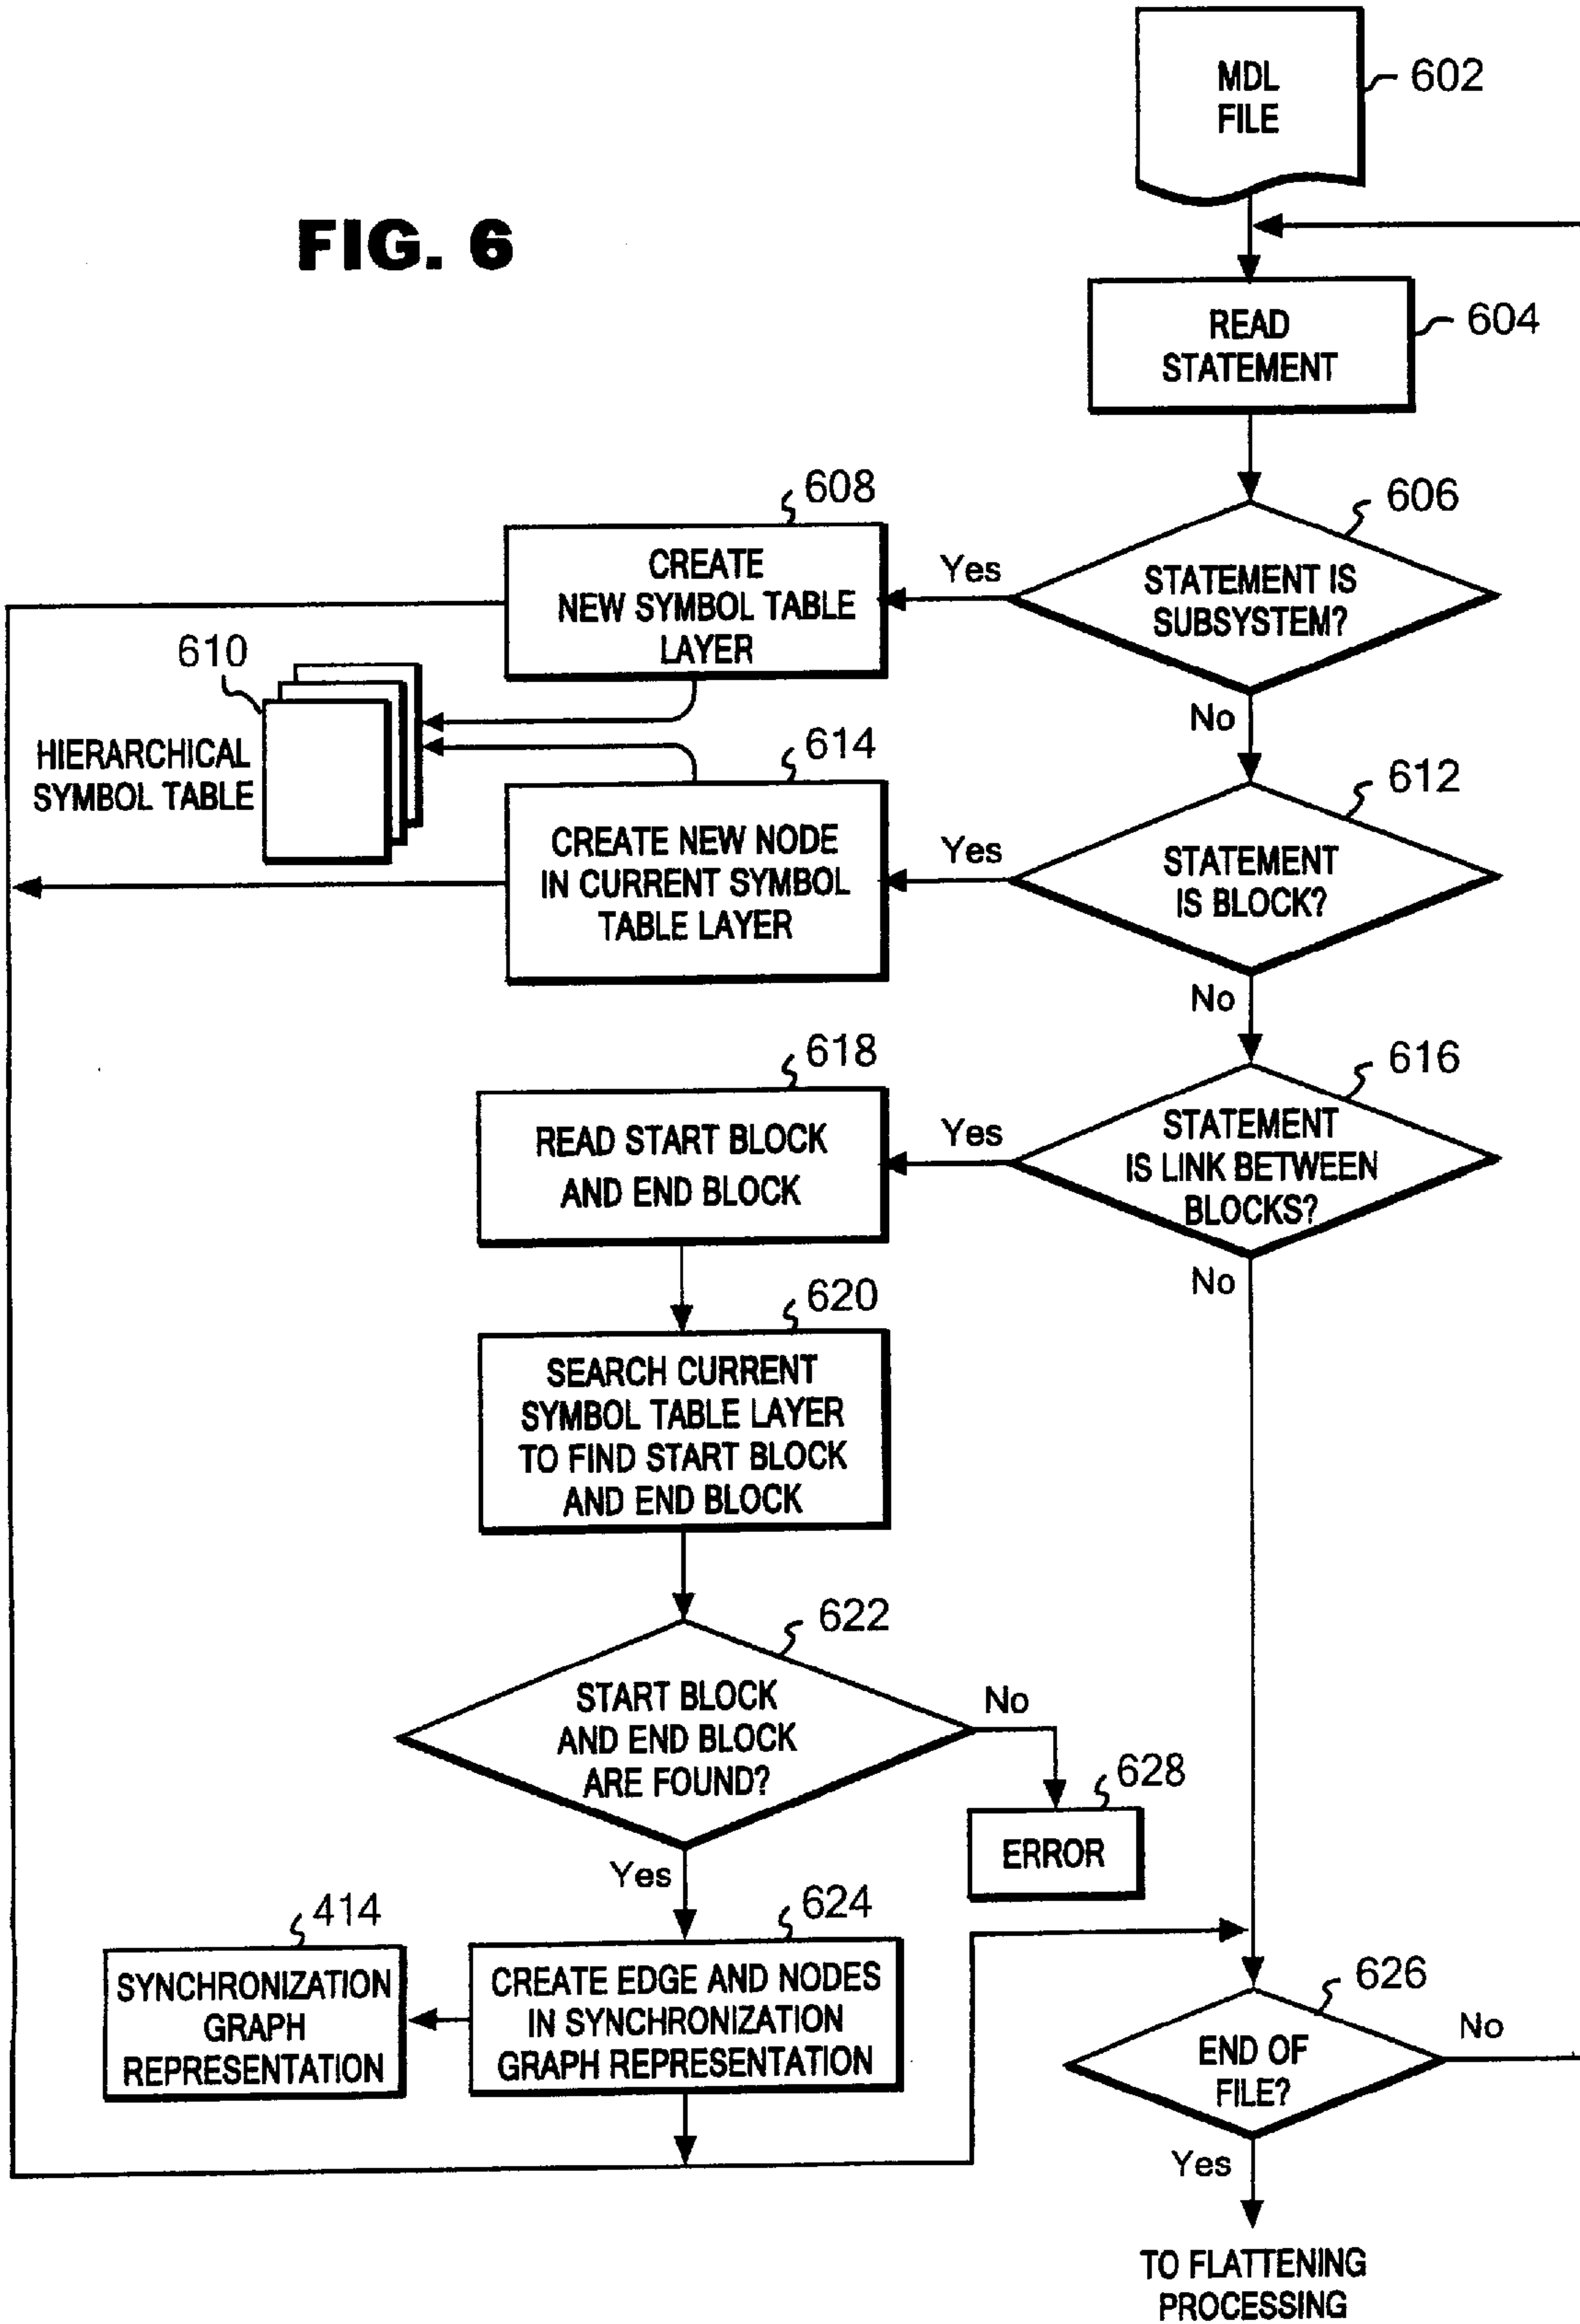 FIG. 6
MDL
FILE
602
READ
STATEMENT
604
606
STATEMENT IS
SUBSYSTEM?
Yes
No
608
CREATE
NEW SYMBOL TABLE
LAYER
610
HIERARCHICAL
SYMBOL TABLE
612
STATEMENT
IS BLOCK?
Yes
No
614
CREATE NEW NODE
IN CURRENT SYMBOL
TABLE LAYER
616
STATEMENT
IS LINK BETWEEN
BLOCKS?
Yes
No
618
READ START BLOCK
AND END BLOCK
620
SEARCH CURRENT
SYMBOL TABLE LAYER
TO FIND START BLOCK
AND END BLOCK
622
START BLOCK
AND END BLOCK
ARE FOUND?
No
Yes
628
ERROR
624
CREATE EDGE AND NODES
IN SYNCHRONIZATION
GRAPH REPRESENTATION
414
SYNCHRONIZATION
GRAPH
REPRESENTATION
626
END OF
FILE?
No
Yes
TO FLATTENING
PROCESSING